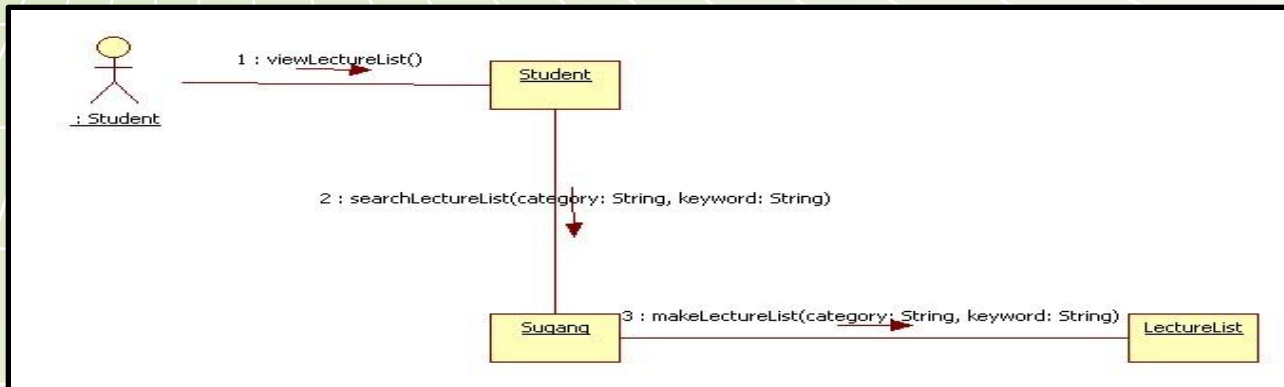 1 : viewLectureList()
Student
: Student
2 : searchLectureList(category: String, keyword: String)
3 : makeLectureList(category: String, keyword: String)
Sugang
LectureList